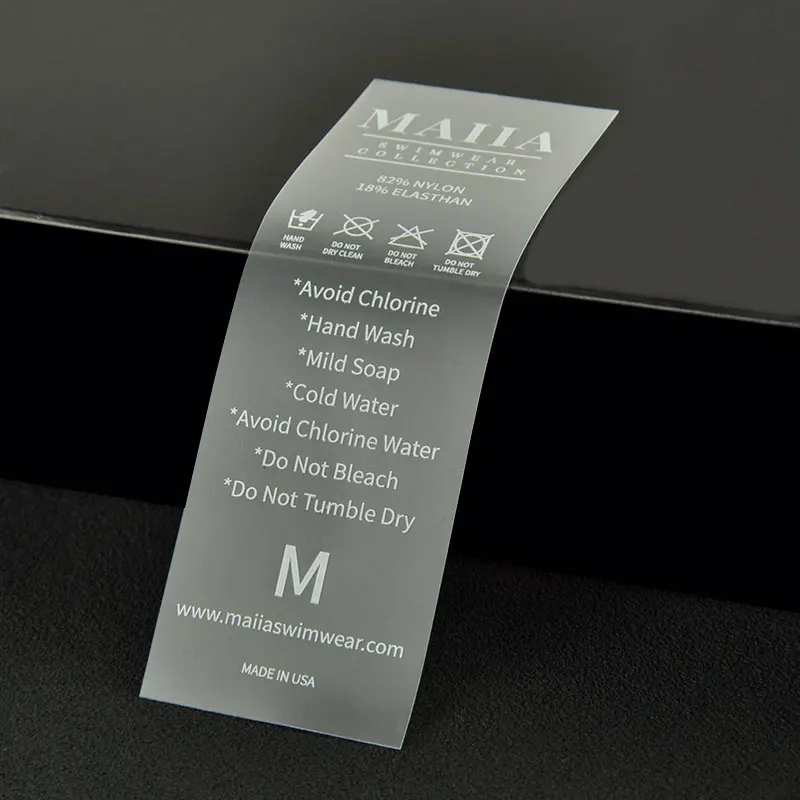 MAIIA
SWIMWEAR
COLLECTION
82% NYLON
18% ELASTHAN
HAND WASH
DO NOT DRY CLEAN
DO NOT BLEACH
DO NOT TUMBLE DRY
*Avoid Chlorine
*Hand Wash
*Mild Soap
*Cold Water
*Avoid Chlorine Water
*Do Not Bleach
*Do Not Tumble Dry
M
www.maiiaswimwear.com
MADE IN USA